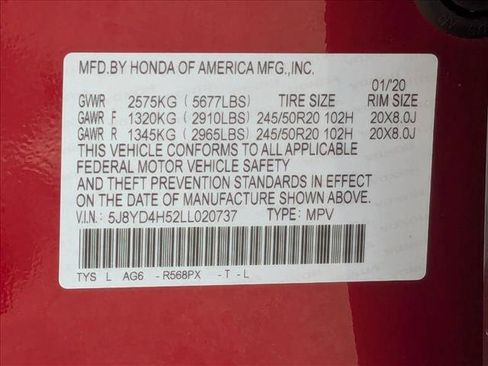 MFD.BY HONDA OF AMERICA MFG.,INC.
01/'20
GVWR 2575KG ( 5677LBS) TIRE SIZE RIM SIZE
GAWR F 1320KG ( 2910LBS) 245/50R20 102H 20X8.0J
GAWR R 1345KG ( 2965LBS) 245/50R20 102H 20X8.0J
THIS VEHICLE CONFORMS TO ALL APPLICABLE
FEDERAL MOTOR VEHICLE SAFETY
AND THEFT PREVENTION STANDARDS IN EFFECT
ON THE DATE OF MANUFACTURE SHOWN ABOVE.
V.I.N.: 5J8YD4H52LL020737 TYPE: MPV
TYS L AG6 - R568PX - T - L